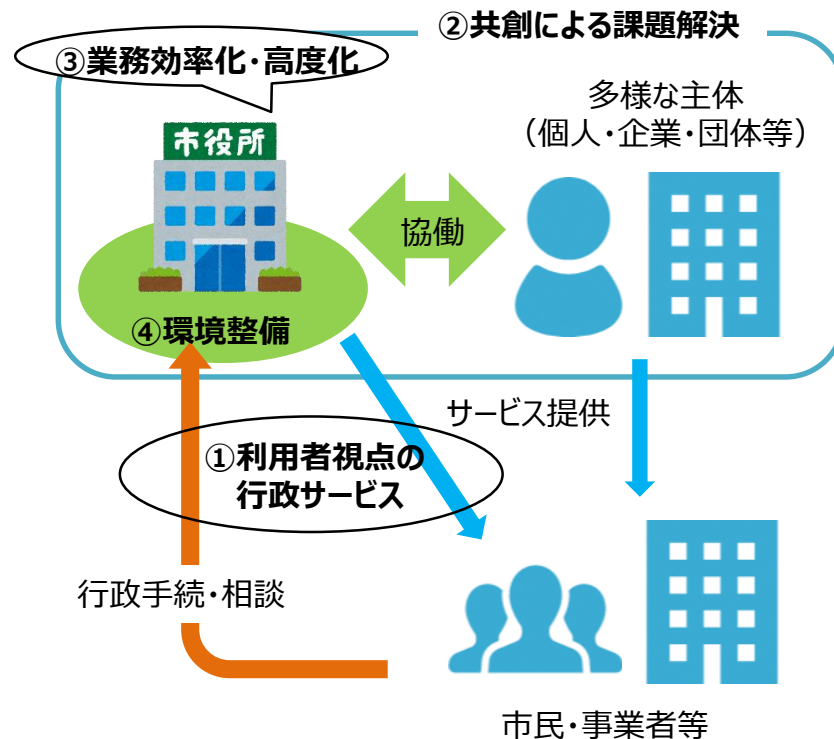 ②共創による課題解決
③業務効率化・高度化
多様な主体
（個人・企業・団体等）
市役所
協働
④環境整備
サービス提供
①利用者視点の
行政サービス
行政手続・相談
市民・事業者等